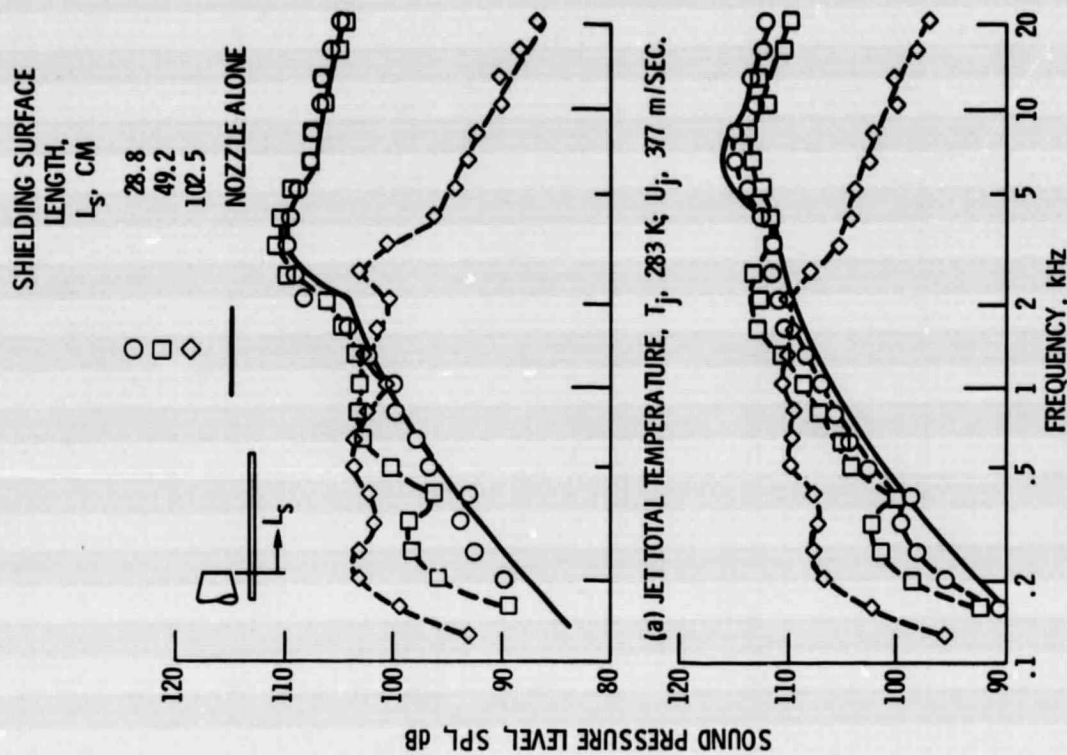 SHIELDING SURFACE
LENGTH,
L_S, CM
○ 28.8
□ 49.2
◇ 102.5
NOZZLE ALONE
L_S
120
110
100
90
80
(a) JET TOTAL TEMPERATURE, T_j, 283 K; U_j, 377 m/SEC.
120
110
100
90
.1 .2 .5 1 2 5 10 20
FREQUENCY, kHz
SOUND PRESSURE LEVEL, SPL, dB